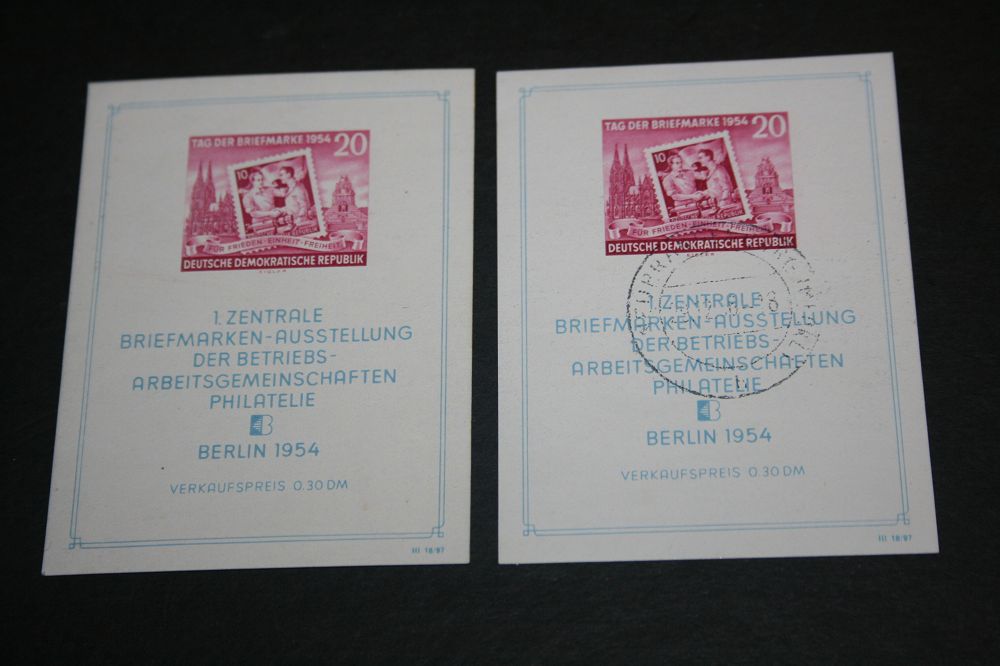 TAG DER BRIEFMARKE 1954 20
10
FÜR FRIEDEN · EINHEIT · FREIHEIT
DEUTSCHE DEMOKRATISCHE REPUBLIK
1. ZENTRALE
BRIEFMARKEN-AUSSTELLUNG
DER BETRIEBS-
ARBEITSGEMEINSCHAFTEN
PHILATELIE
B
BERLIN 1954
VERKAUFSPREIS 0.30 DM
III 18/97
TAG DER BRIEFMARKE 1954 20
10
FÜR FRIEDEN · EINHEIT · FREIHEIT
DEUTSCHE DEMOKRATISCHE REPUBLIK
1. ZENTRALE
BRIEFMARKEN-AUSSTELLUNG
DER BETRIEBS-
ARBEITSGEMEINSCHAFTEN
PHILATELIE
B
BERLIN 1954
VERKAUFSPREIS 0.30 DM
III 18/97